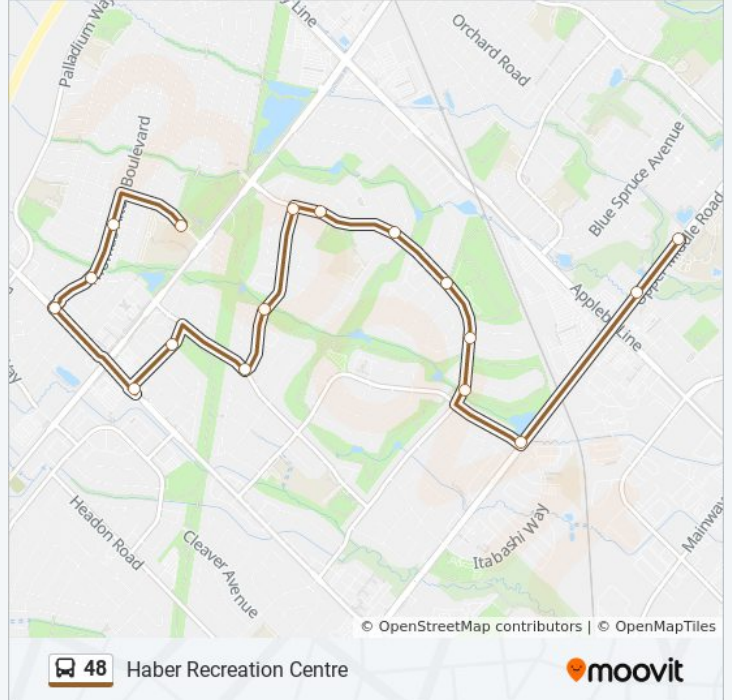 Palladium Way
y Line
Orchard Road
Boulevard
Blue Spruce Avenue
Upper Middle Road
Appleby Line
way
Headon Road
Cleaver Avenue
Itabashi Way
Mainway
© OpenStreetMap contributors | © OpenMapTiles
48 Haber Recreation Centre
moovit